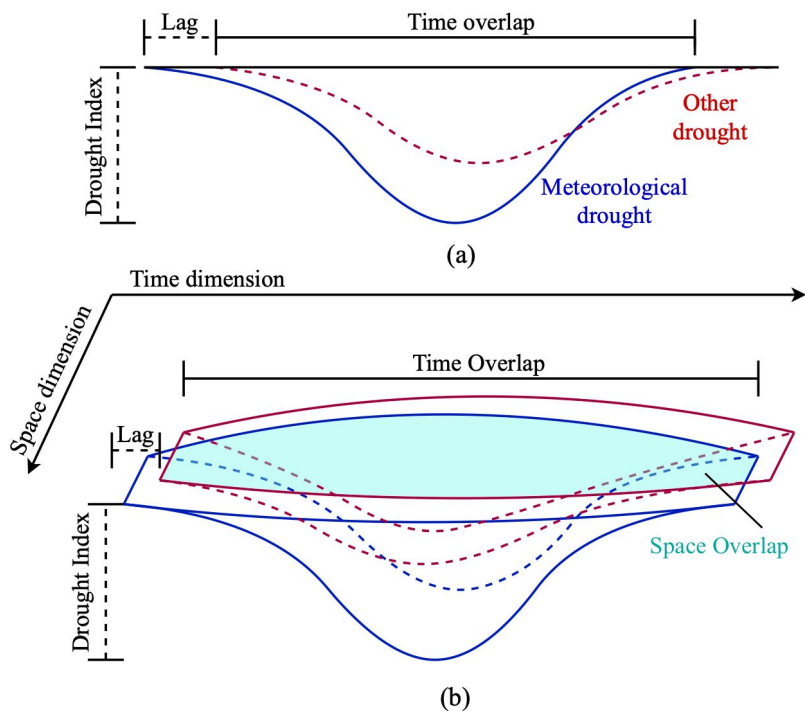 Lag
Time overlap
Drought Index
Other
drought
Meteorological
drought
(a)
Time dimension
Space dimension
Time Overlap
Lag
Space Overlap
Drought Index
(b)